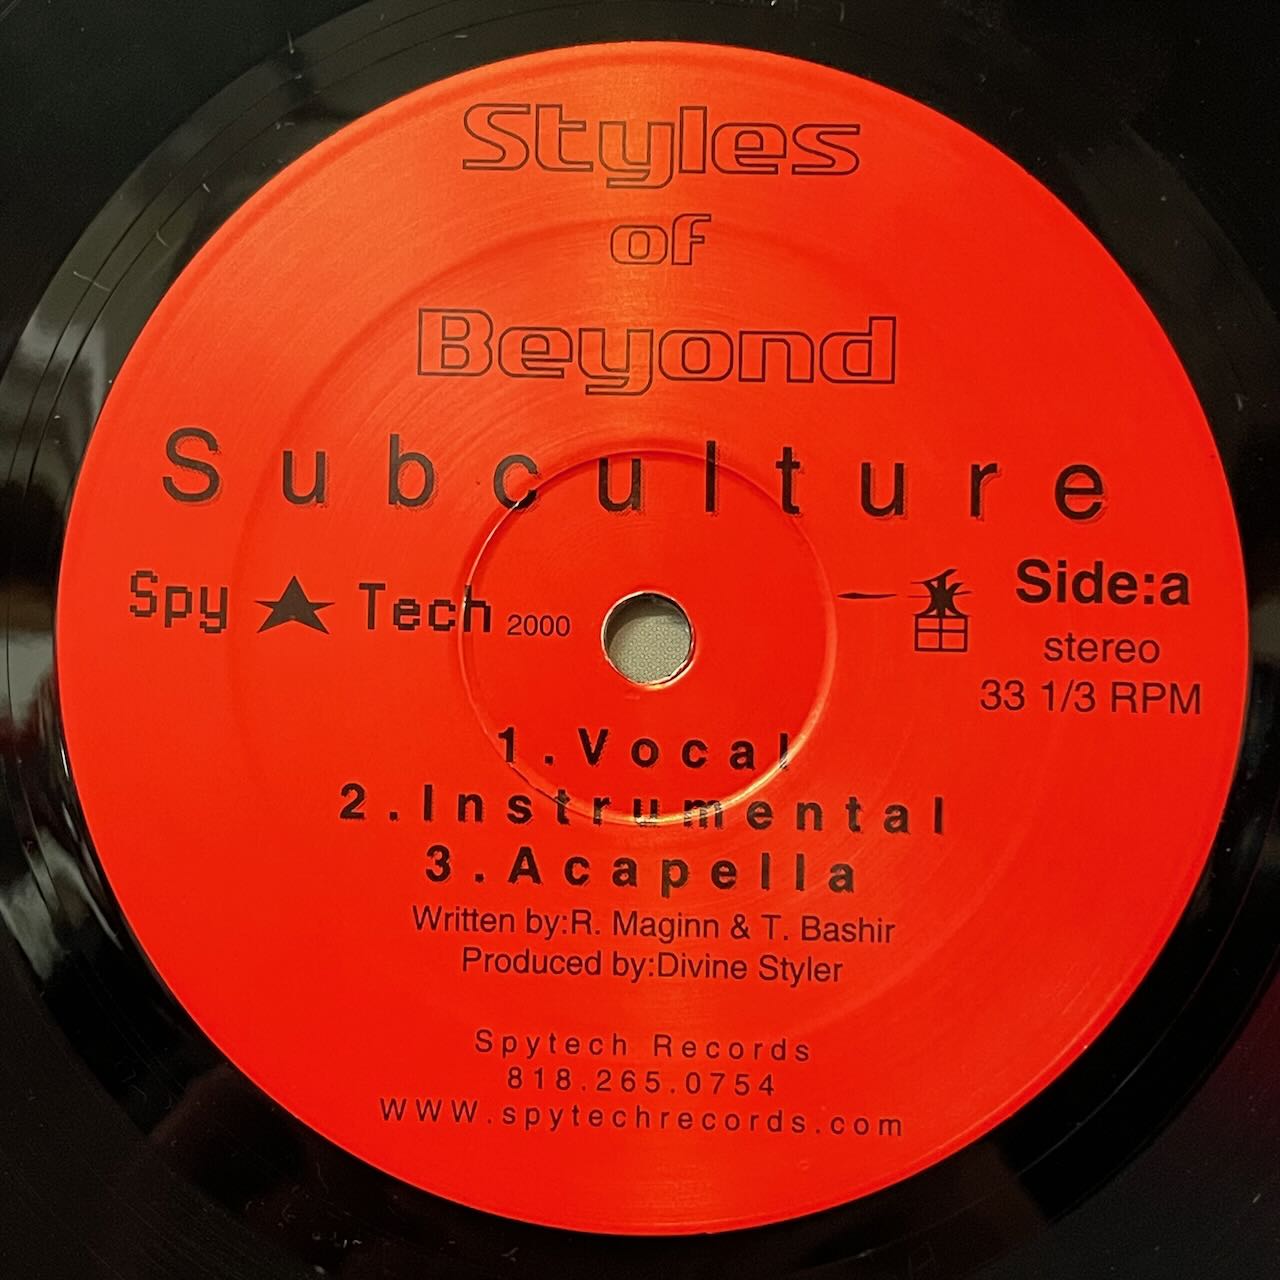 Styles
of
Beyond
Subculture
Spy Tech 2000
Side:a
stereo
33 1/3 RPM
1.Vocal
2.Instrumental
3.Acapella
Written by:R. Maginn & T. Bashir
Produced by:Divine Styler
Spytech Records
818.265.0754
www.spytechrecords.com